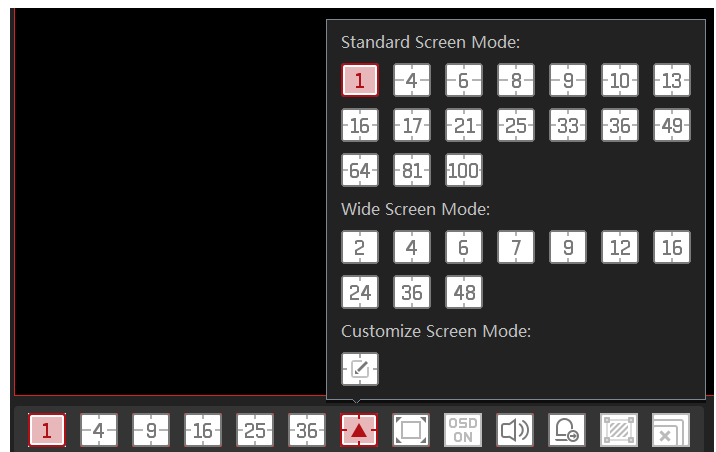 Standard Screen Mode:
1 4 6 8 9 10 13
16 17 21 25 33 36 49
64 81 100
Wide Screen Mode:
2 4 6 7 9 12 16
24 36 48
Customize Screen Mode:
1 4 9 16 25 36 OSD
ON